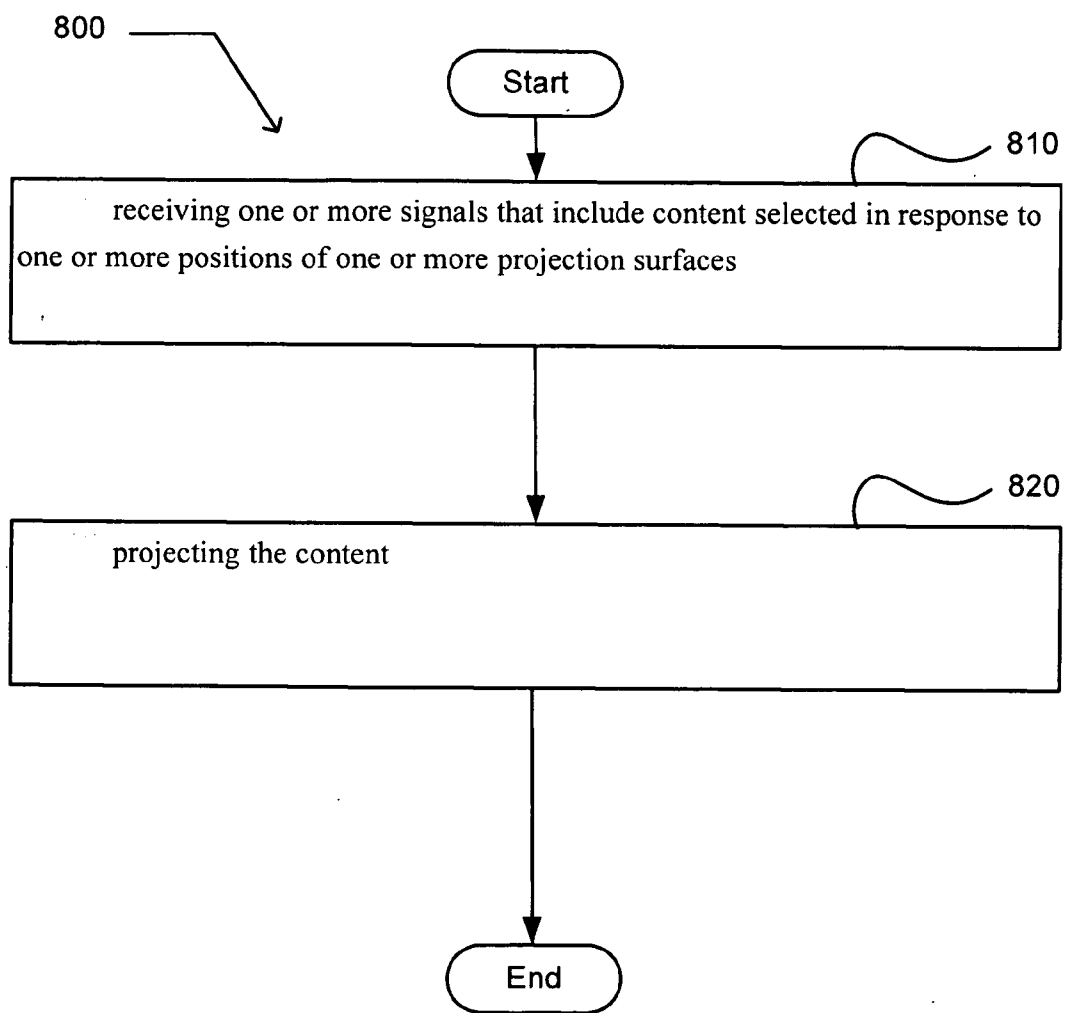 800
Start
810
receiving one or more signals that include content selected in response to
one or more positions of one or more projection surfaces
820
projecting the content
End